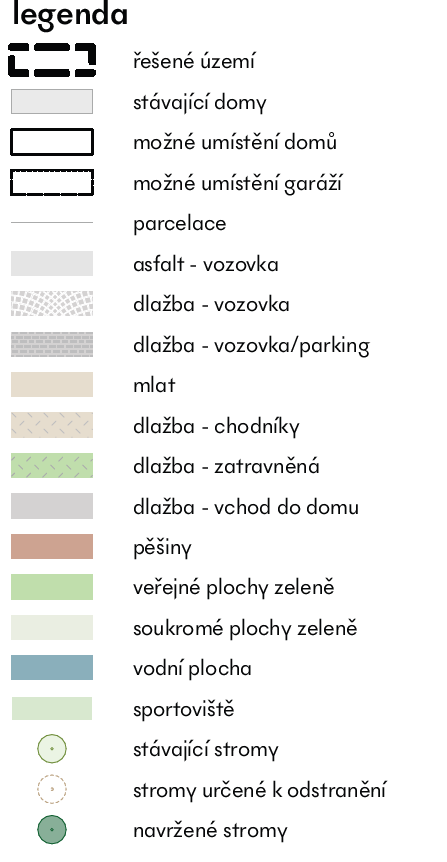 legenda
řešené území
stávající domy
možné umístění domů
možné umístění garáží
parcelace
asfalt - vozovka
dlažba - vozovka
dlažba - vozovka/parking
mlat
dlažba - chodníky
dlažba - zatravněná
dlažba - vchod do domu
pěšiny
veřejné plochy zeleně
soukromé plochy zeleně
vodní plocha
sportoviště
stávající stromy
stromy určené k odstranění
navržené stromy